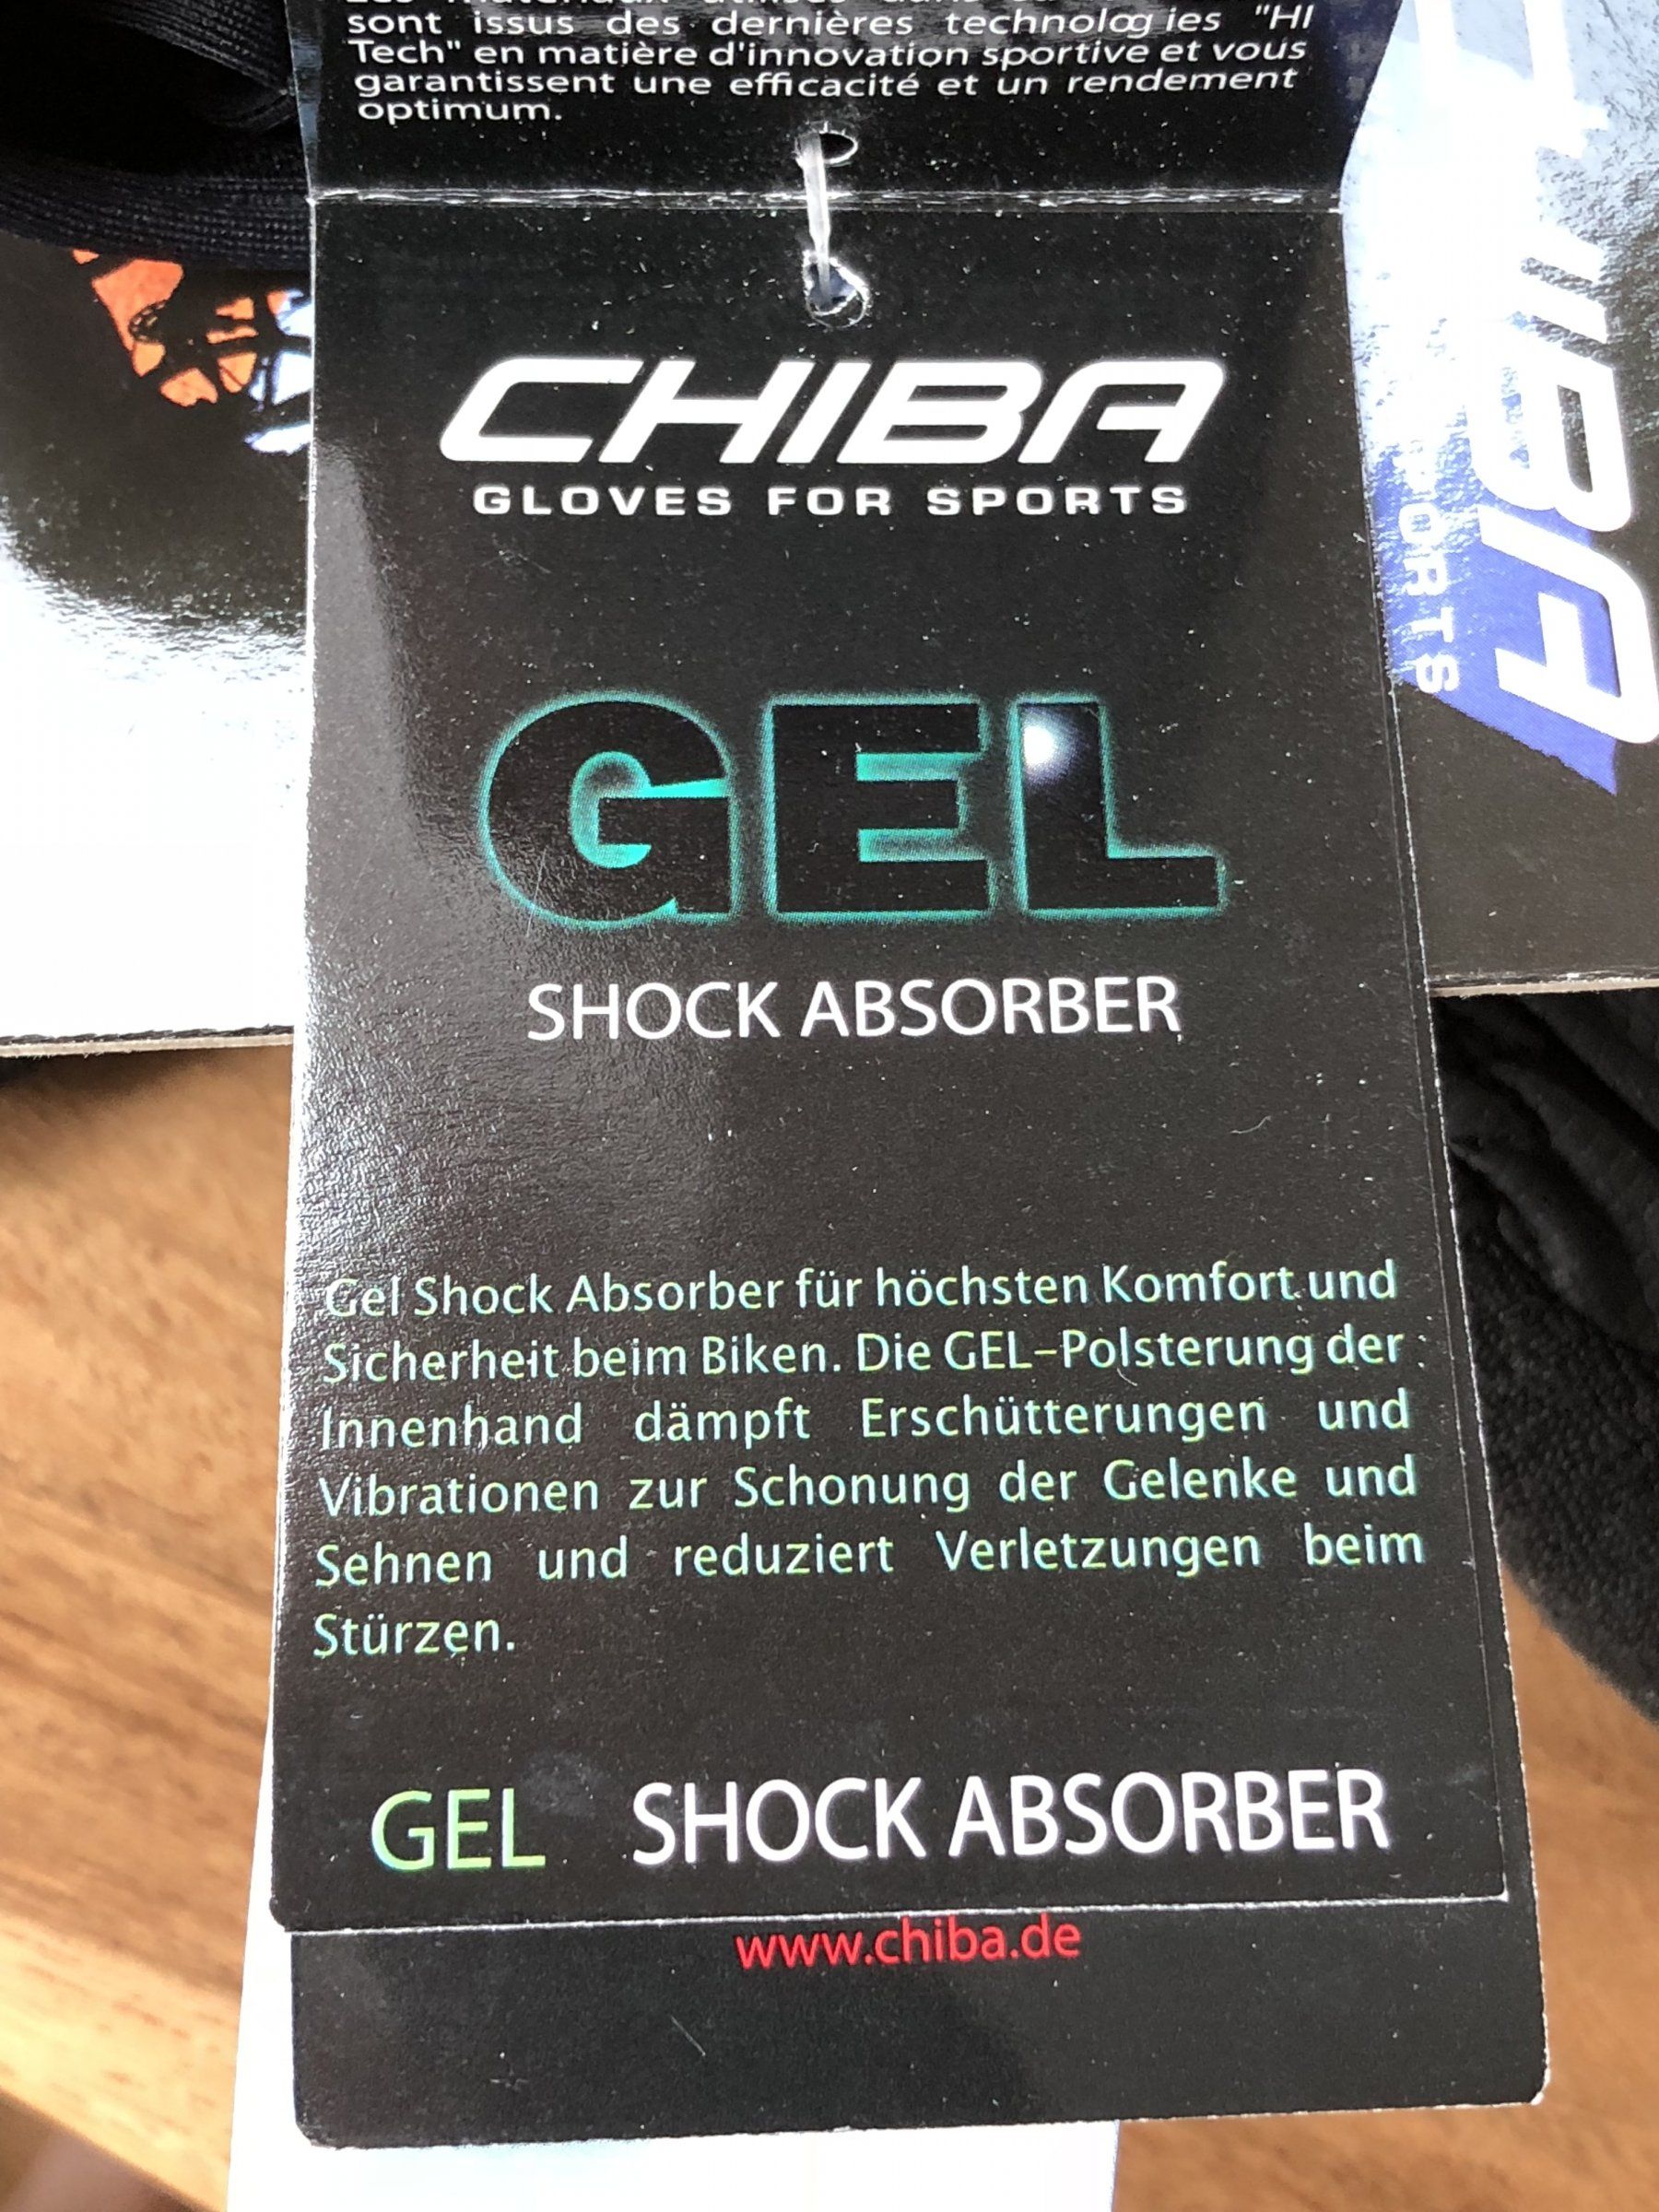 sont issus des dernières technologies "HI
Tech" en matière d'innovation sportive et vous
garantissent une efficacité et un rendement
optimum.
CHIBA
GLOVES FOR SPORTS
GEL
SHOCK ABSORBER
Gel Shock Absorber für höchsten Komfort und
Sicherheit beim Biken. Die GEL-Polsterung der
Innenhand dämpft Erschütterungen und
Vibrationen zur Schonung der Gelenke und
Sehnen und reduziert Verletzungen beim
Stürzen.
GEL SHOCK ABSORBER
www.chiba.de
CHIBA
SPORTS